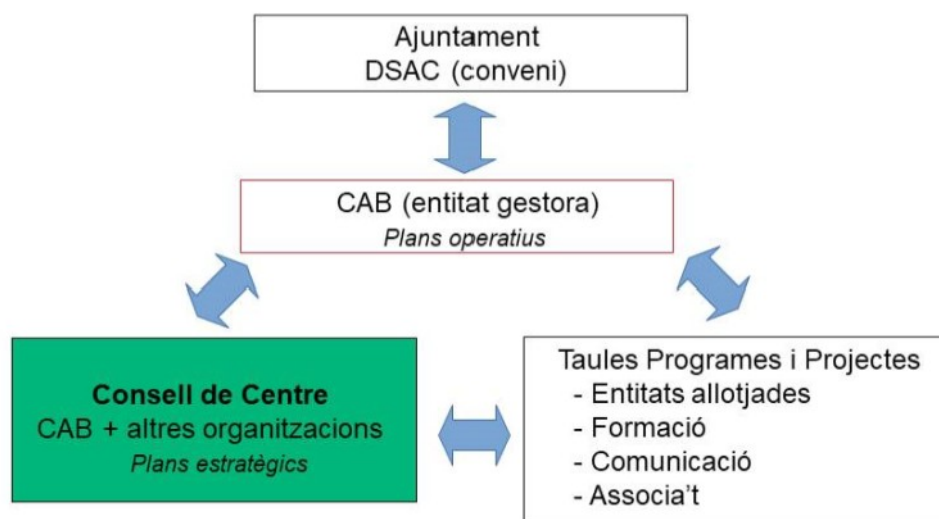 Ajuntament
DSAC (conveni)
CAB (entitat gestora)
Plans operatius
Consell de Centre
CAB + altres organitzacions
Plans estratègics
Taules Programes i Projectes
- Entitats allotjades
- Formació
- Comunicació
- Associa't